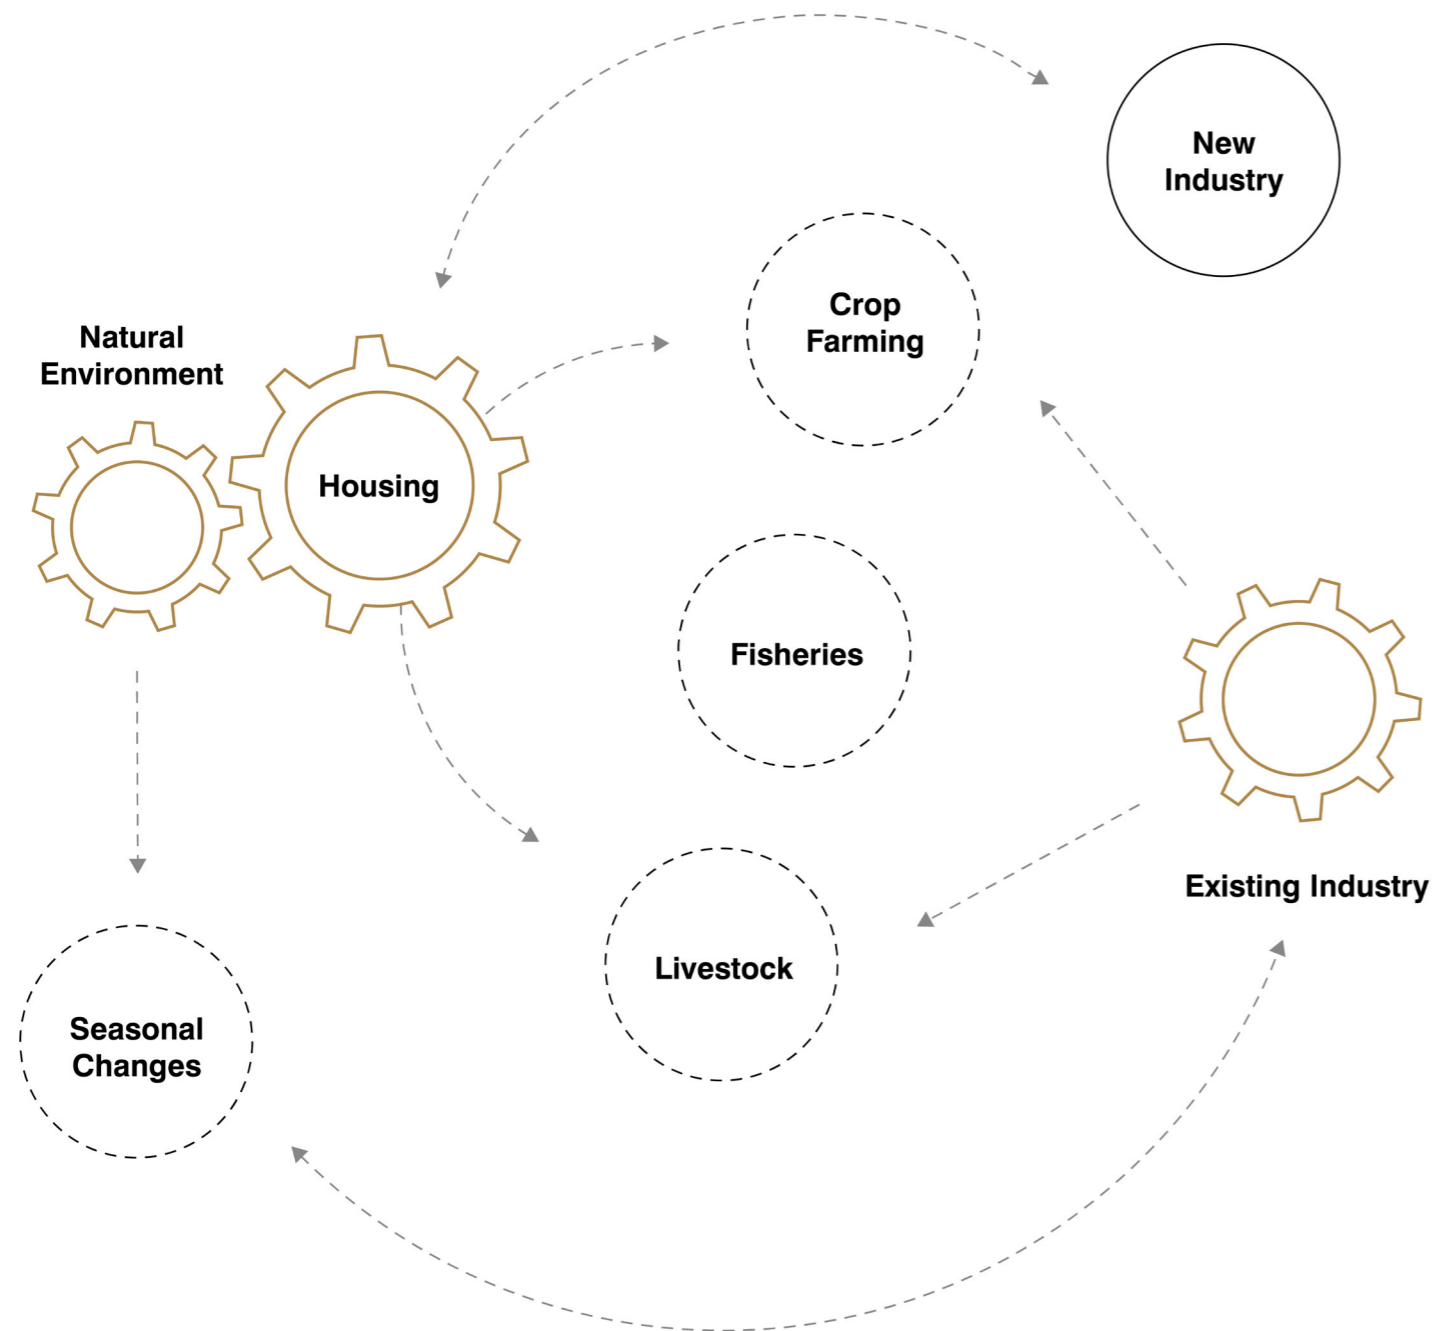 New
Industry
Crop
Farming
Natural
Environment
Housing
Fisheries
Existing Industry
Livestock
Seasonal
Changes